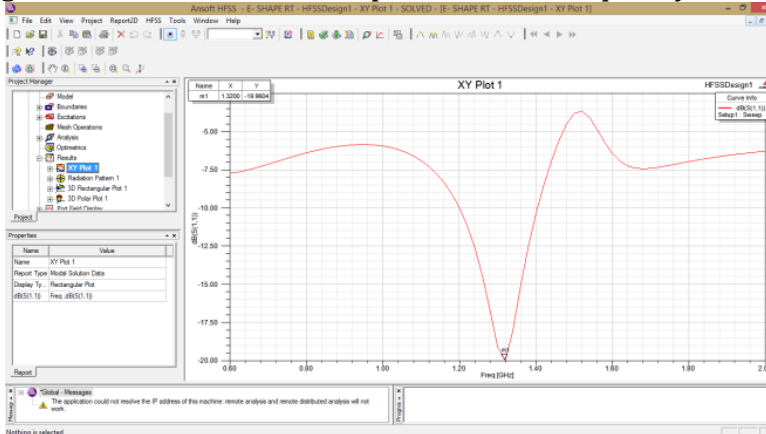 Ansoft HFSS - E- SHAPE RT - HFSSDesign1 - XY Plot 1 - SOLVED - [E- SHAPE RT - HFSSDesign1 - XY Plot 1]
File Edit View Project Report2D HFSS Tools Window Help
Project Manager
Model
Boundaries
Excitations
Mesh Operations
Analysis
Optimetrics
Results
XY Plot 1
Radiation Pattern 1
3D Rectangular Plot 1
3D Polar Plot 1
Port Field Display
Project
Properties
Name Value
Name XY Plot 1
Report Type Modal Solution Data
Display Ty... Rectangular Plot
dB(S(1,1)) Freq, dB(S(1,1))
Report
Name X Y
m1 1.3200 -19.9604
XY Plot 1
HFSSDesign1
Curve Info
dB(S(1,1))
Setup1 : Sweep
-5.00
-7.50
-10.00
-12.50
-15.00
-17.50
-20.00
dB(S(1,1))
m1
0.60 0.80 1.00 1.20 1.40 1.60 1.80 2.0
Freq [GHz]
*Global - Messages
The application could not resolve the IP address of this machine: remote analysis and remote distributed analysis will not
work.
Nothing is selected